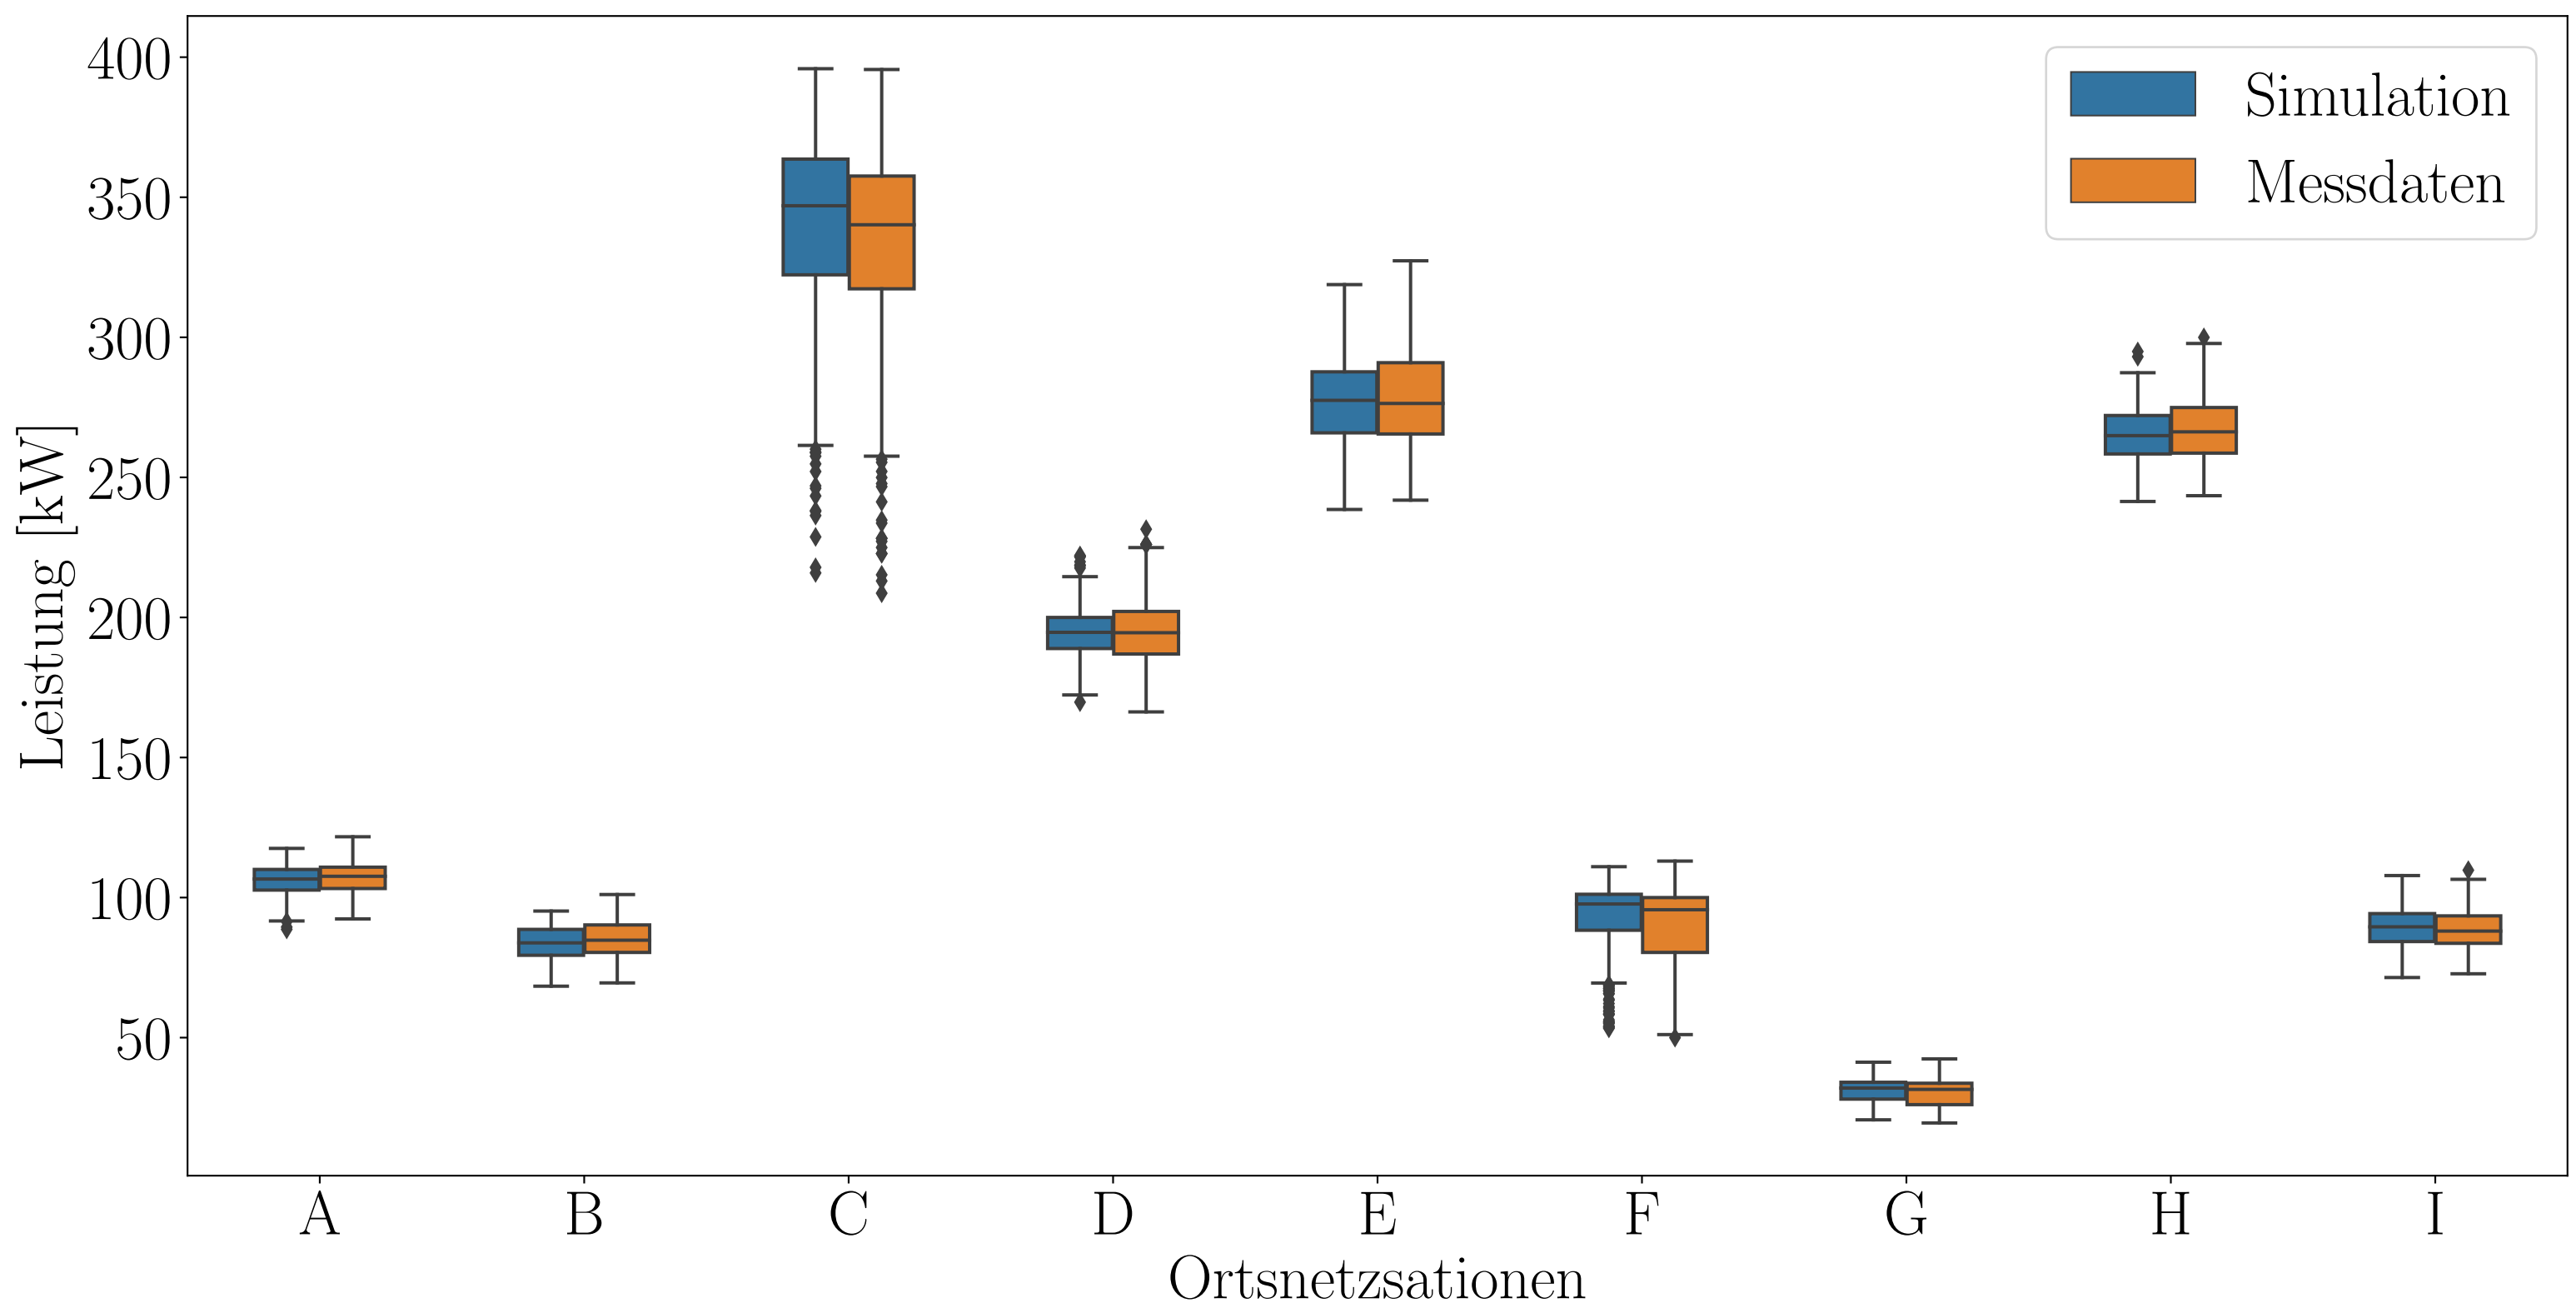 Leistung [kW]
400
350
300
250
200
150
100
50
Simulation
Messdaten
A B C D E F G H I
Ortsnetzsationen